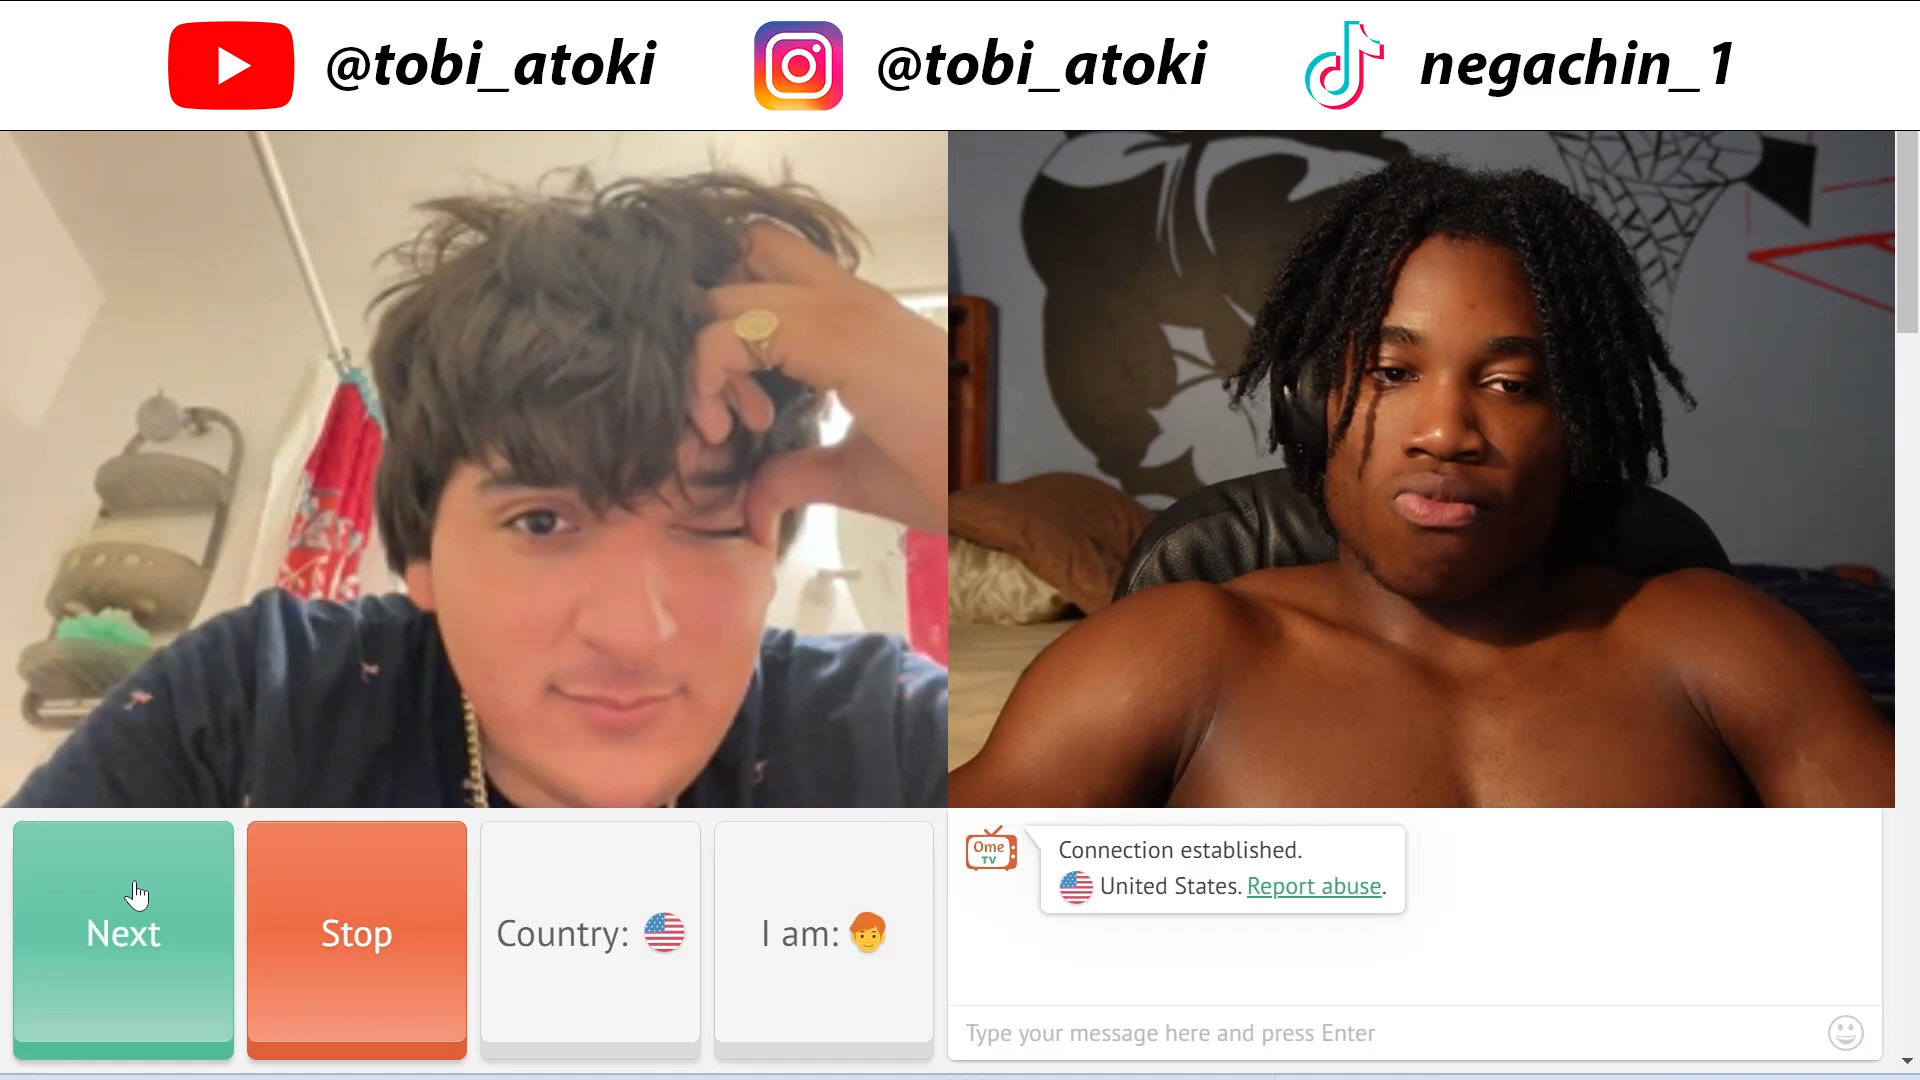 @tobi_atoki
@tobi_atoki
negachin_1
Ome
TV
Connection established.
United States. Report abuse.
Next
Stop
Country:
I am:
Type your message here and press Enter